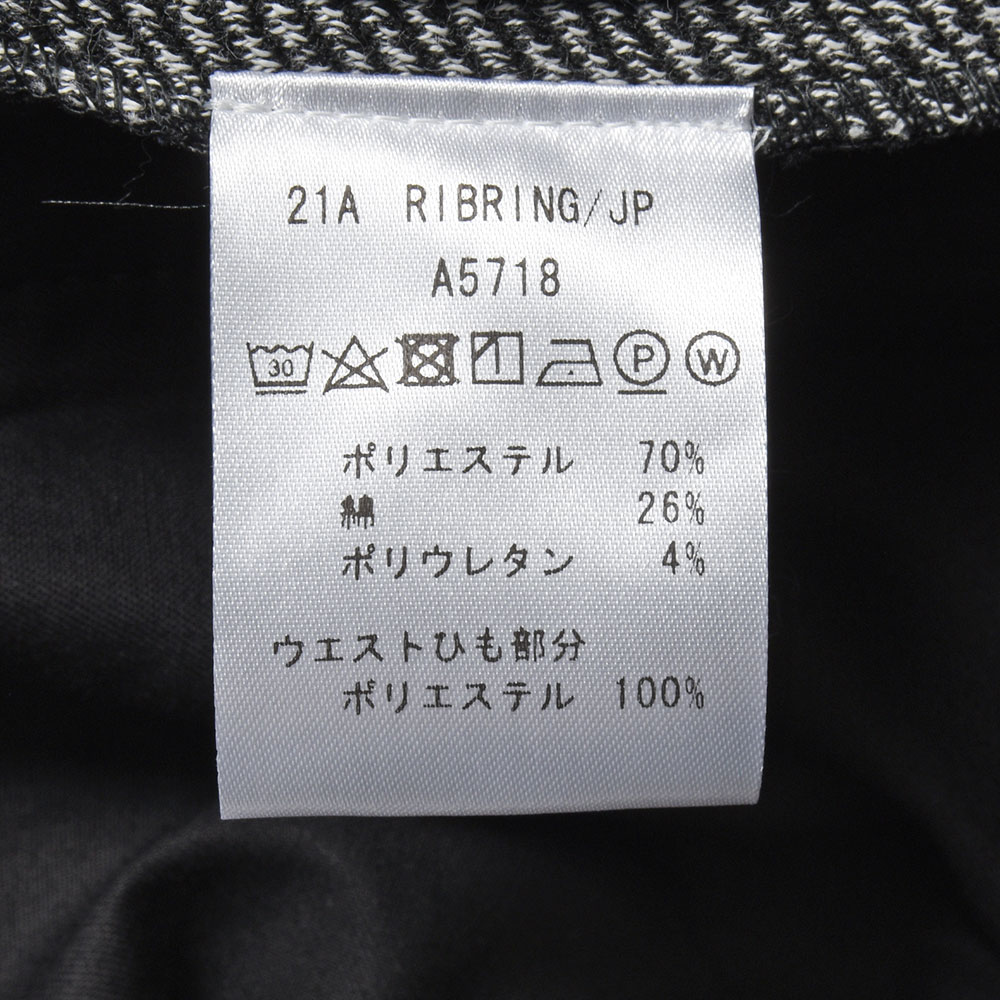 21A RIBRING/JP
A5718
30 P W
ポリエステル 70%
綿 26%
ポリウレタン 4%
ウエストひも部分
ポリエステル 100%